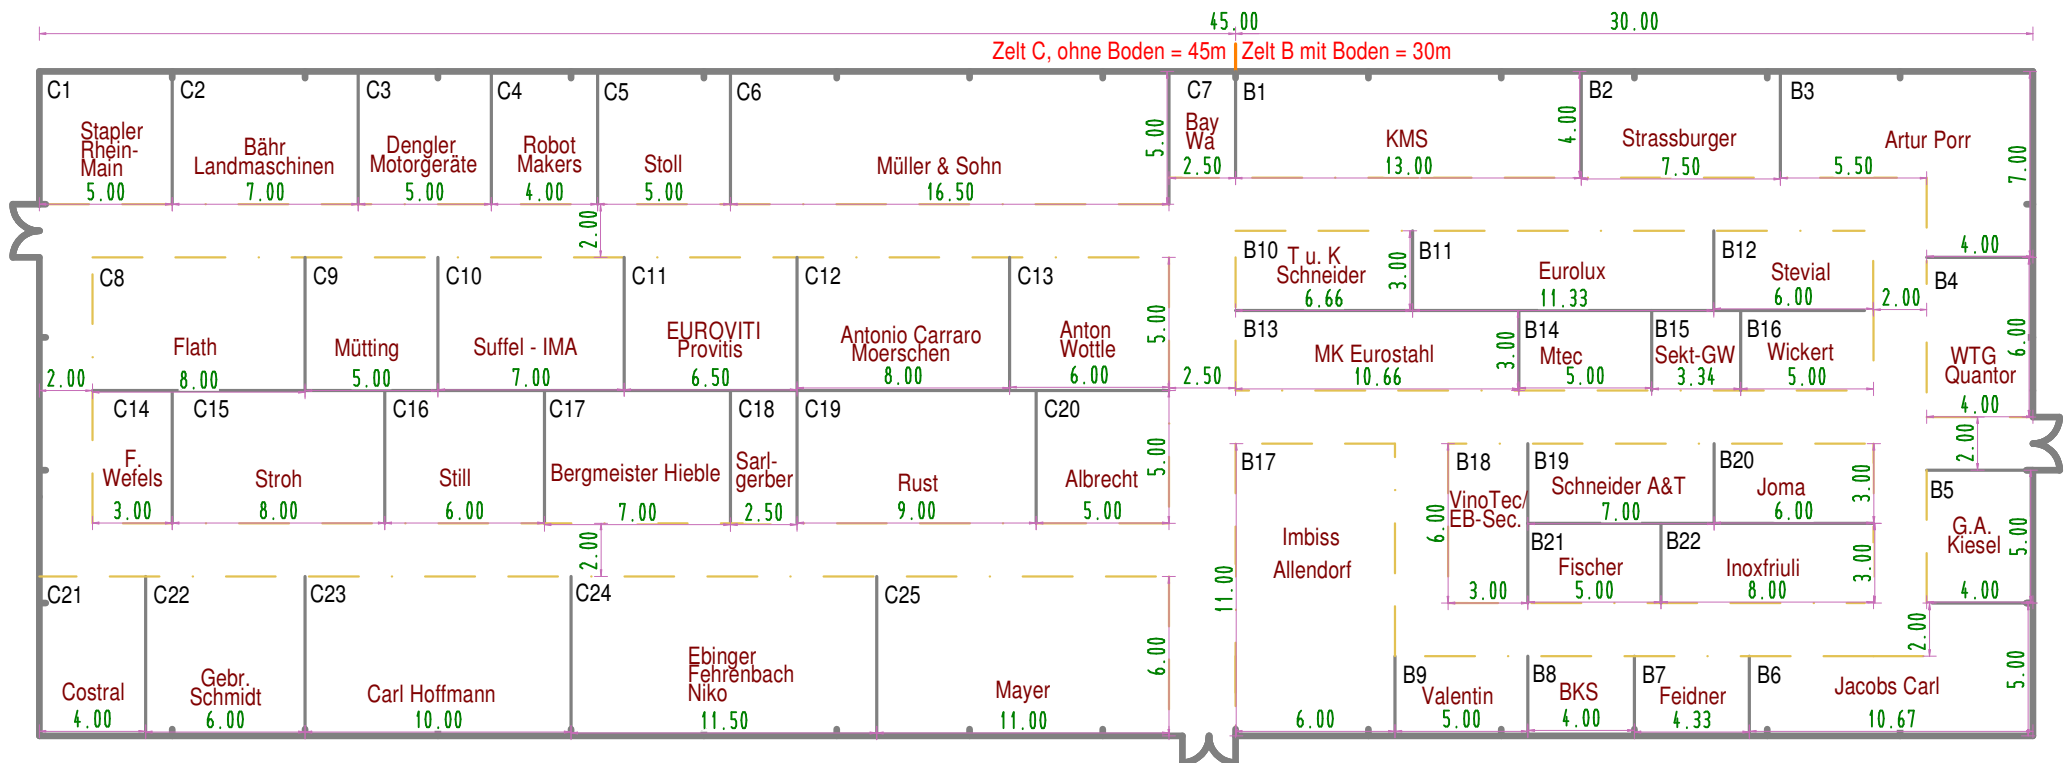 45.00
30.00
Zelt C, ohne Boden = 45m
Zelt B mit Boden = 30m
C1
Stapler
Rhein-
Main
5.00
C2
Bähr
Landmaschinen
7.00
C3
Dengler
Motorgeräte
5.00
C4
Robot
Makers
4.00
C5
Stoll
5.00
C6
Müller & Sohn
16.50
5.00
C7
Bay
Wa
2.50
B1
KMS
13.00
4.00
B2
Strassburger
7.50
B3
Artur Porr
5.50
7.00
4.00
2.00
C8
Flath
8.00
2.00
C9
Mütting
5.00
C10
Suffel - IMA
7.00
C11
EUROVITI
Provitis
6.50
C12
Antonio Carraro
Moerschen
8.00
C13
Anton
Wottle
6.00
5.00
2.50
B10
T u. K
Schneider
6.66
3.00
B11
Eurolux
11.33
B12
Stevial
6.00
2.00
B4
WTG
Quantor
6.00
4.00
B13
MK Eurostahl
10.66
3.00
B14
Mtec
5.00
B15
Sekt-GW
3.34
B16
Wickert
5.00
C14
F.
Wefels
3.00
C15
Stroh
8.00
C16
Still
6.00
C17
Bergmeister Hieble
7.00
C18
Sarl-
gerber
2.50
C19
Rust
9.00
C20
Albrecht
5.00
5.00
2.00
2.00
B17
Imbiss
Allendorf
11.00
6.00
B18
VinoTec/
EB-Sec.
6.00
3.00
B19
Schneider A&T
7.00
B20
Joma
6.00
3.00
B21
Fischer
5.00
B22
Inoxfriuli
8.00
3.00
B5
G.A.
Kiesel
5.00
4.00
2.00
C21
Costral
4.00
C22
Gebr.
Schmidt
6.00
C23
Carl Hoffmann
10.00
C24
Ebinger
Fehrenbach
Niko
11.50
C25
Mayer
11.00
6.00
B9
Valentin
5.00
B8
BKS
4.00
B7
Feidner
4.33
B6
Jacobs Carl
10.67
5.00